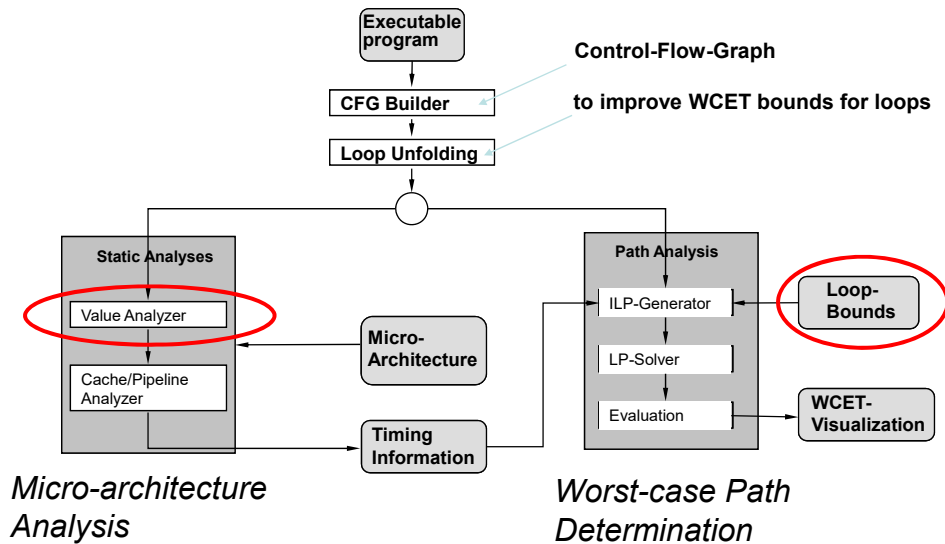 Executable
program
Control-Flow-Graph
CFG Builder
to improve WCET bounds for loops
Loop Unfolding
Static Analyses
Path Analysis
Value Analyzer
ILP-Generator
Loop-
Bounds
Micro-
Architecture
LP-Solver
Cache/Pipeline
Analyzer
Evaluation
WCET-
Visualization
Timing
Information
Micro-architecture
Analysis
Worst-case Path
Determination